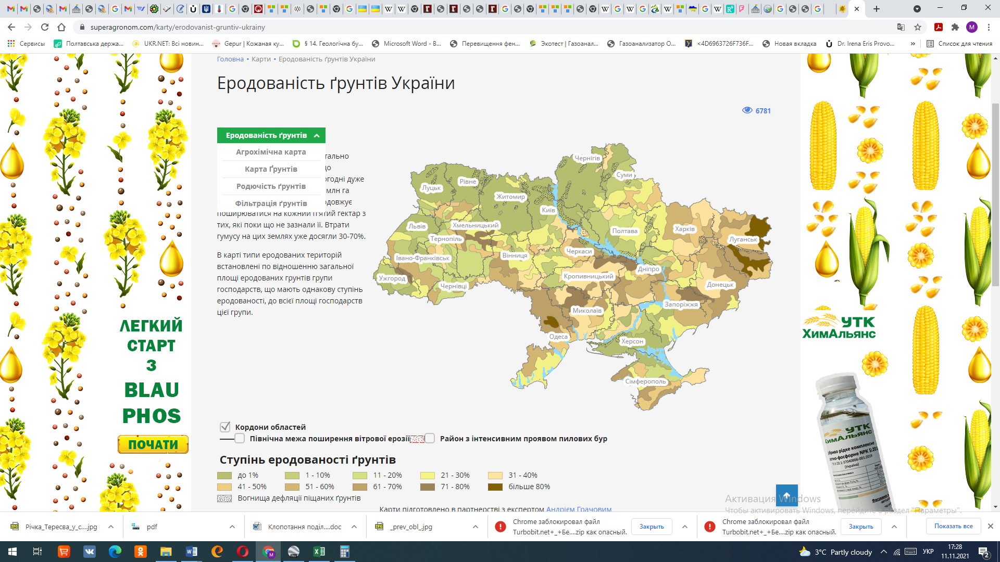 superagronom.com/karty/erodovanist-gruntiv-ukrainy
Сервисы
Полтавська держа...
UKR.NET: Всі новин...
Gepur | Кожаная ку...
§ 14. Геологічна бу...
Microsoft Word - В...
Перевищення фен...
Экотест | Газоанал...
Газоанализатор О...
<4D6963726F736F...
Новая вкладка
Dr. Irena Eris Provo...
»
Список для чтения
Головна • Карти • Еродованість ґрунтів України
Еродованість ґрунтів України
6781
Еродованість ґрунтів
Агрохімічна карта
Карта Ґрунтів
Родючість ґрунтів
Фільтрація ґрунтів
тально
огодні дуже
млн га
довжує
поширюватися на кожний п'ятий гектар з
тих, які поки що не зазнали її. Втрати
гумусу на цих землях уже досягли 30-70%.
В карті типи еродованих територій
встановлені по відношенню загальної
площі еродованих грунтів групи
господарств, що мають однакову ступінь
еродованості, до всієї площі господарств
цієї групи.
Чернігів
Суми
Рівне
Луцьк
Житомир
Київ
Львів
Хмельницький
Полтава
Харків
Тернопіль
Луганськ
Черкаси
Вінниця
Івано-Франківськ
Дніпро
Кропивницький
Ужгород
Чернівці
Донецьк
Запоріжжя
Миколаїв
Одеса
Херсон
Сімферополь
ЛЕГКИЙ
СТАРТ
З
BLAU
PHOS
ПОЧАТИ
УТК
ХимАльянс
УТК
ХимАльянс
Кордони областей
Північна межа поширення вітрової ерозії
Район з інтенсивним проявом пилових бур
Ступінь еродованості ґрунтів
до 1%
1 - 10%
11 - 20%
21 - 30%
31 - 40%
41 - 50%
51 - 60%
61 - 70%
71 - 80%
більше 80%
Вогнища дефляції піщаних ґрунтів
Карти підготовлено в партнерстві з експертом Андрієм Грачовим
Активация Windows
Чтобы активировать Windows, перейдите в раздел "Параметры".
Річка_Тересва_у_с....jpg
pdf
Клопотання поділ....doc
_prev_obl_.jpg
Chrome заблокировал файл
Turbobit.net+_+Бе....zip как опасный.
Закрыть
Chrome заблокировал файл
Turbobit.net+_+Бе....zip как опасный.
Закрыть
Показать все
3°C Partly cloudy
УКР
17:28
11.11.2021
2